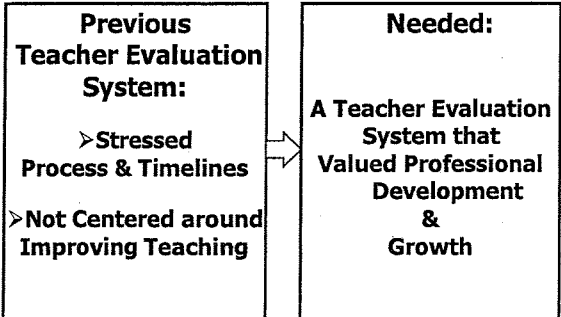 Previous
Teacher Evaluation
System:
➢Stressed
Process & Timelines
➢Not Centered around
Improving Teaching
Needed:
A Teacher Evaluation
System that
Valued Professional
Development
&
Growth